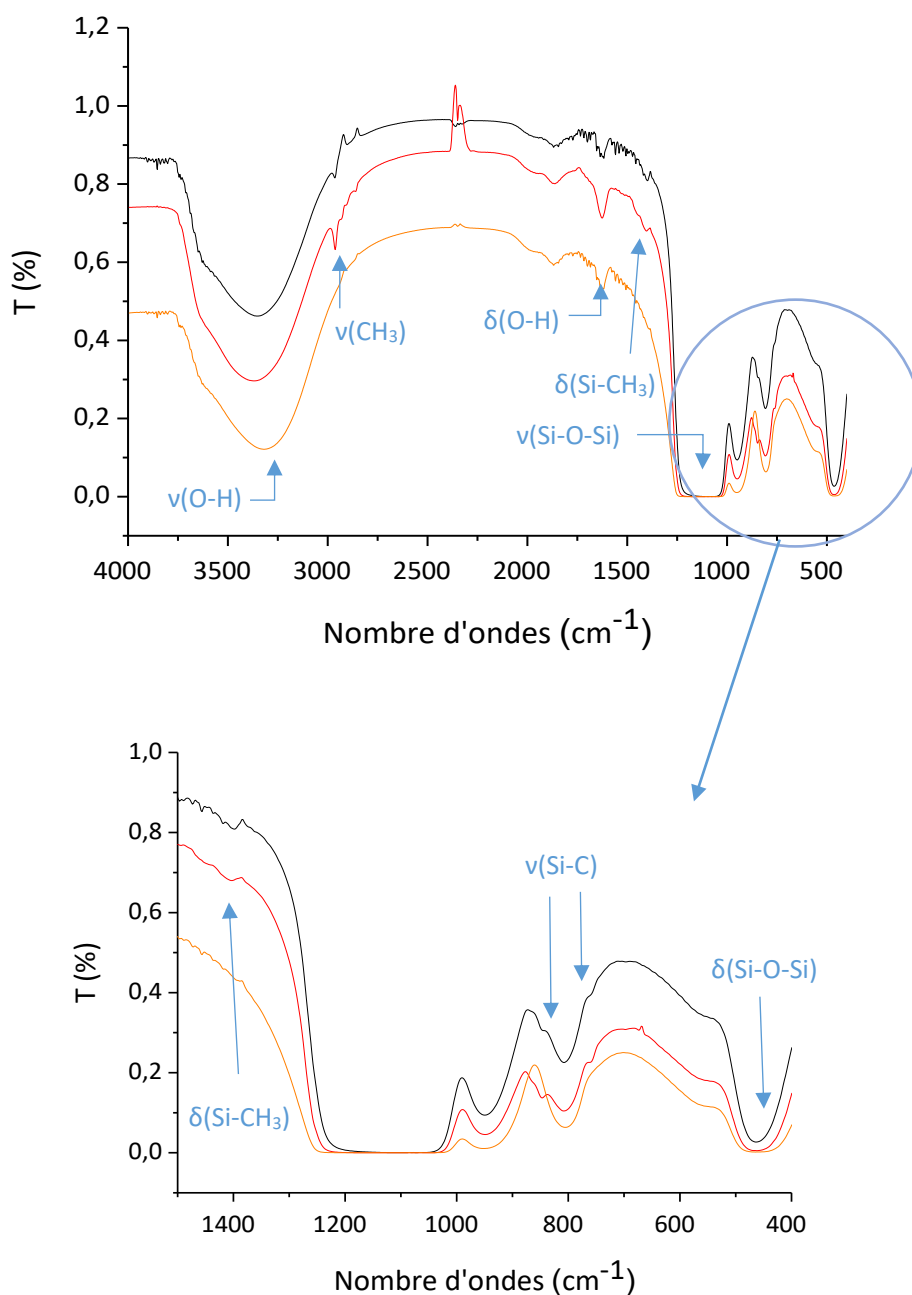 1,2
1,0
0,8
0,6
0,4
0,2
0,0
T (%)
ν(CH₃)
δ(O-H)
δ(Si-CH₃)
ν(Si-O-Si)
ν(O-H)
4000 3500 3000 2500 2000 1500 1000 500
Nombre d'ondes (cm⁻¹)
1,0
0,8
0,6
0,4
0,2
0,0
T (%)
ν(Si-C)
δ(Si-O-Si)
δ(Si-CH₃)
1400 1200 1000 800 600 400
Nombre d'ondes (cm⁻¹)